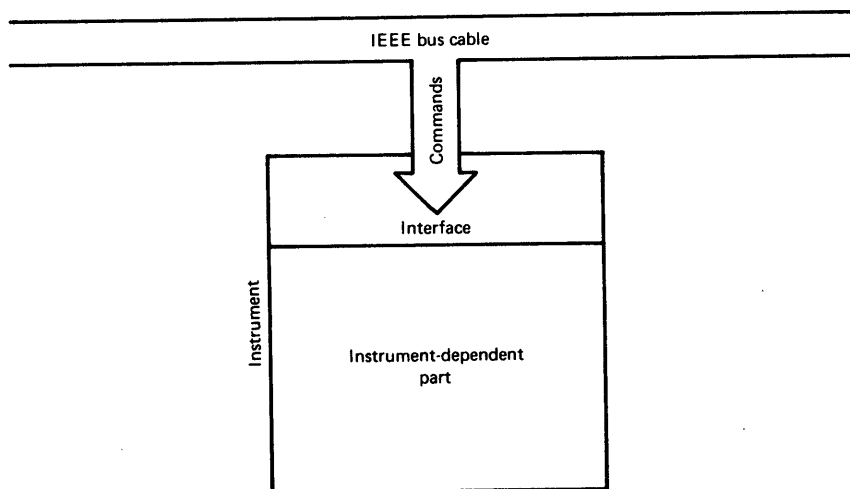 IEEE bus cable
Commands
Interface
Instrument
Instrument-dependent
part